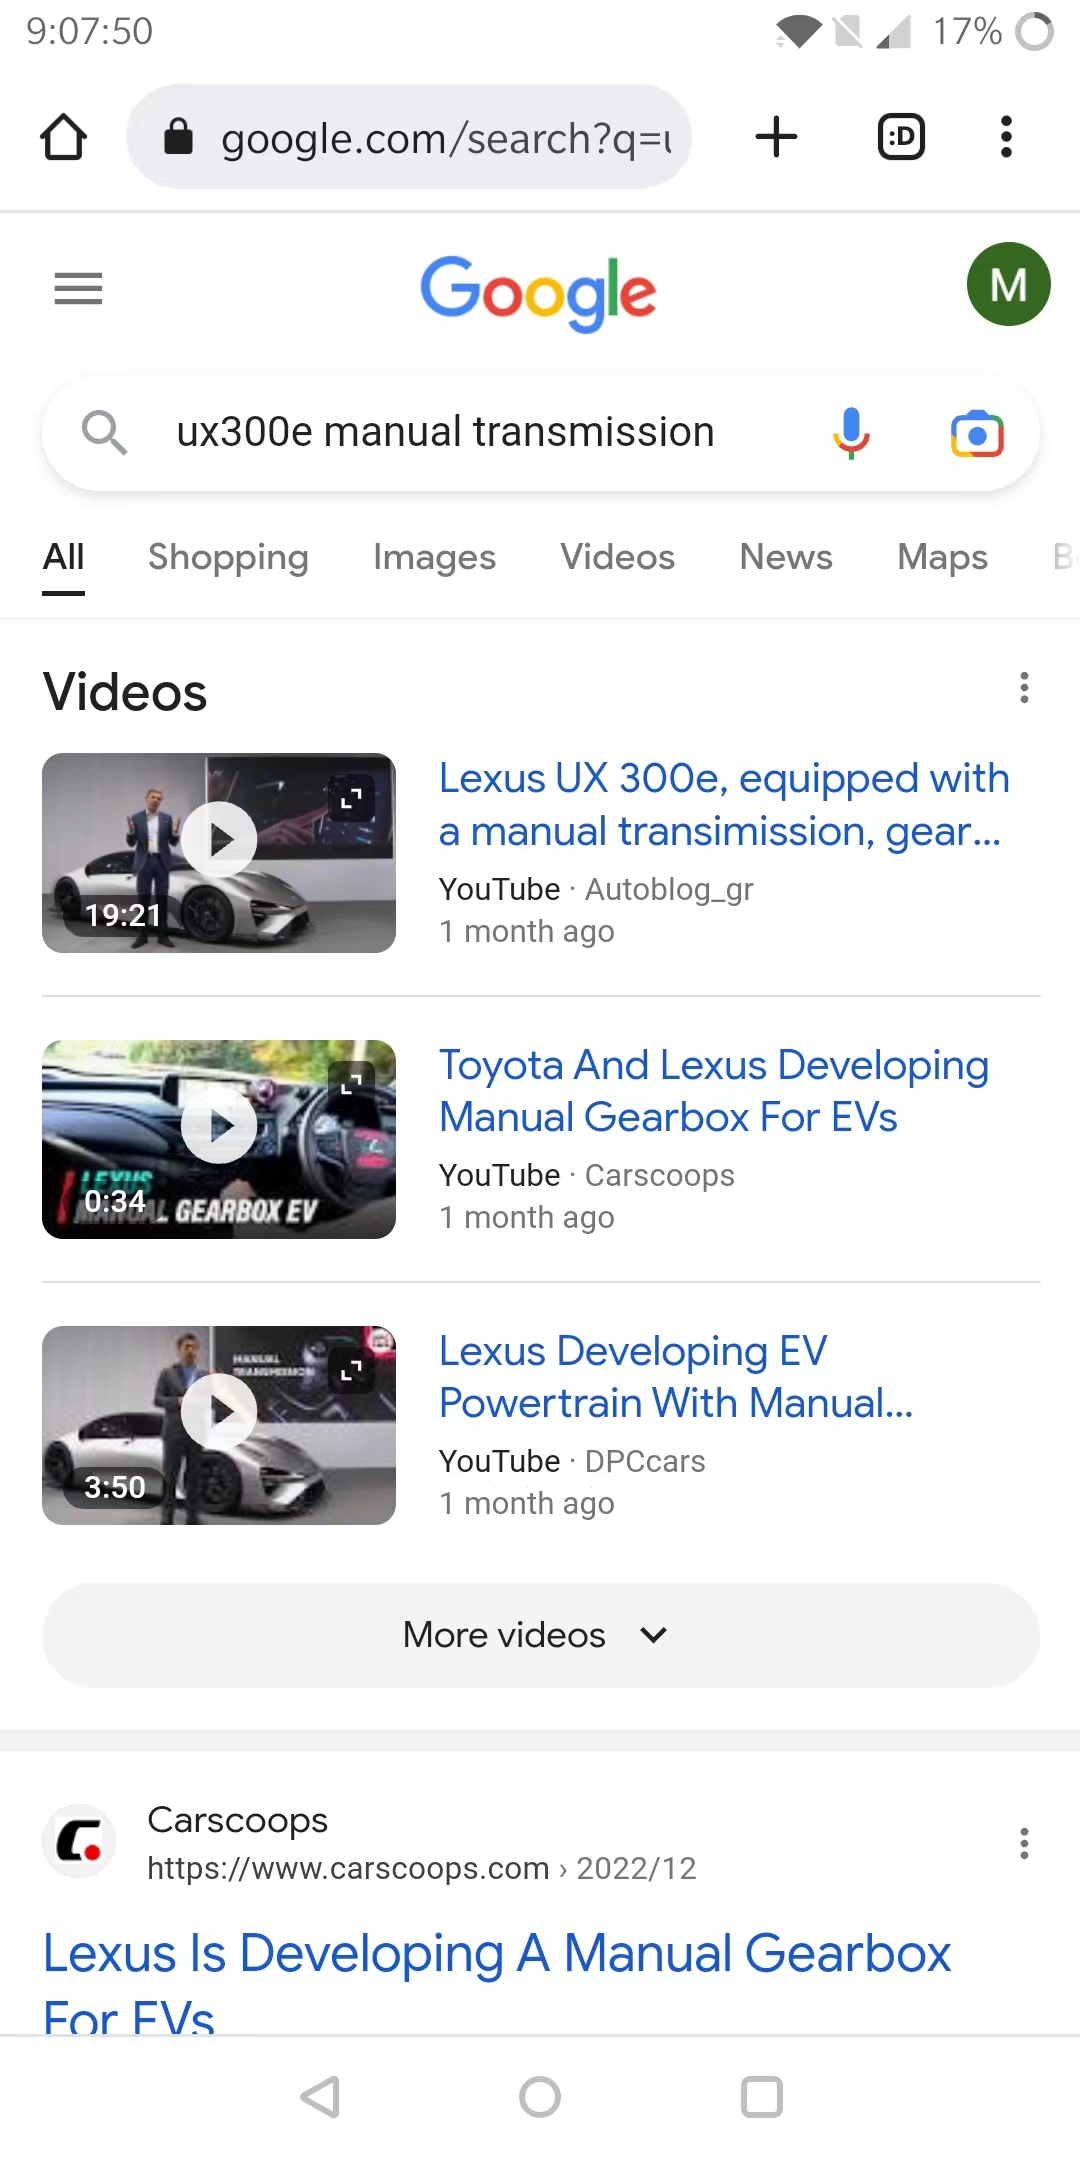 9:07:50
17%
google.com/search?q=u
:D
Google
M
ux300e manual transmission
All Shopping Images Videos News Maps
Videos
Lexus UX 300e, equipped with
a manual transimission, gear...
YouTube · Autoblog_gr
1 month ago
19:21
Toyota And Lexus Developing
Manual Gearbox For EVs
YouTube · Carscoops
1 month ago
LEXUS
MANUAL GEARBOX EV
0:34
Lexus Developing EV
Powertrain With Manual...
YouTube · DPCcars
1 month ago
MANUAL
TRANSMISSION
3:50
More videos
Carscoops
https://www.carscoops.com › 2022/12
Lexus Is Developing A Manual Gearbox
For EVs